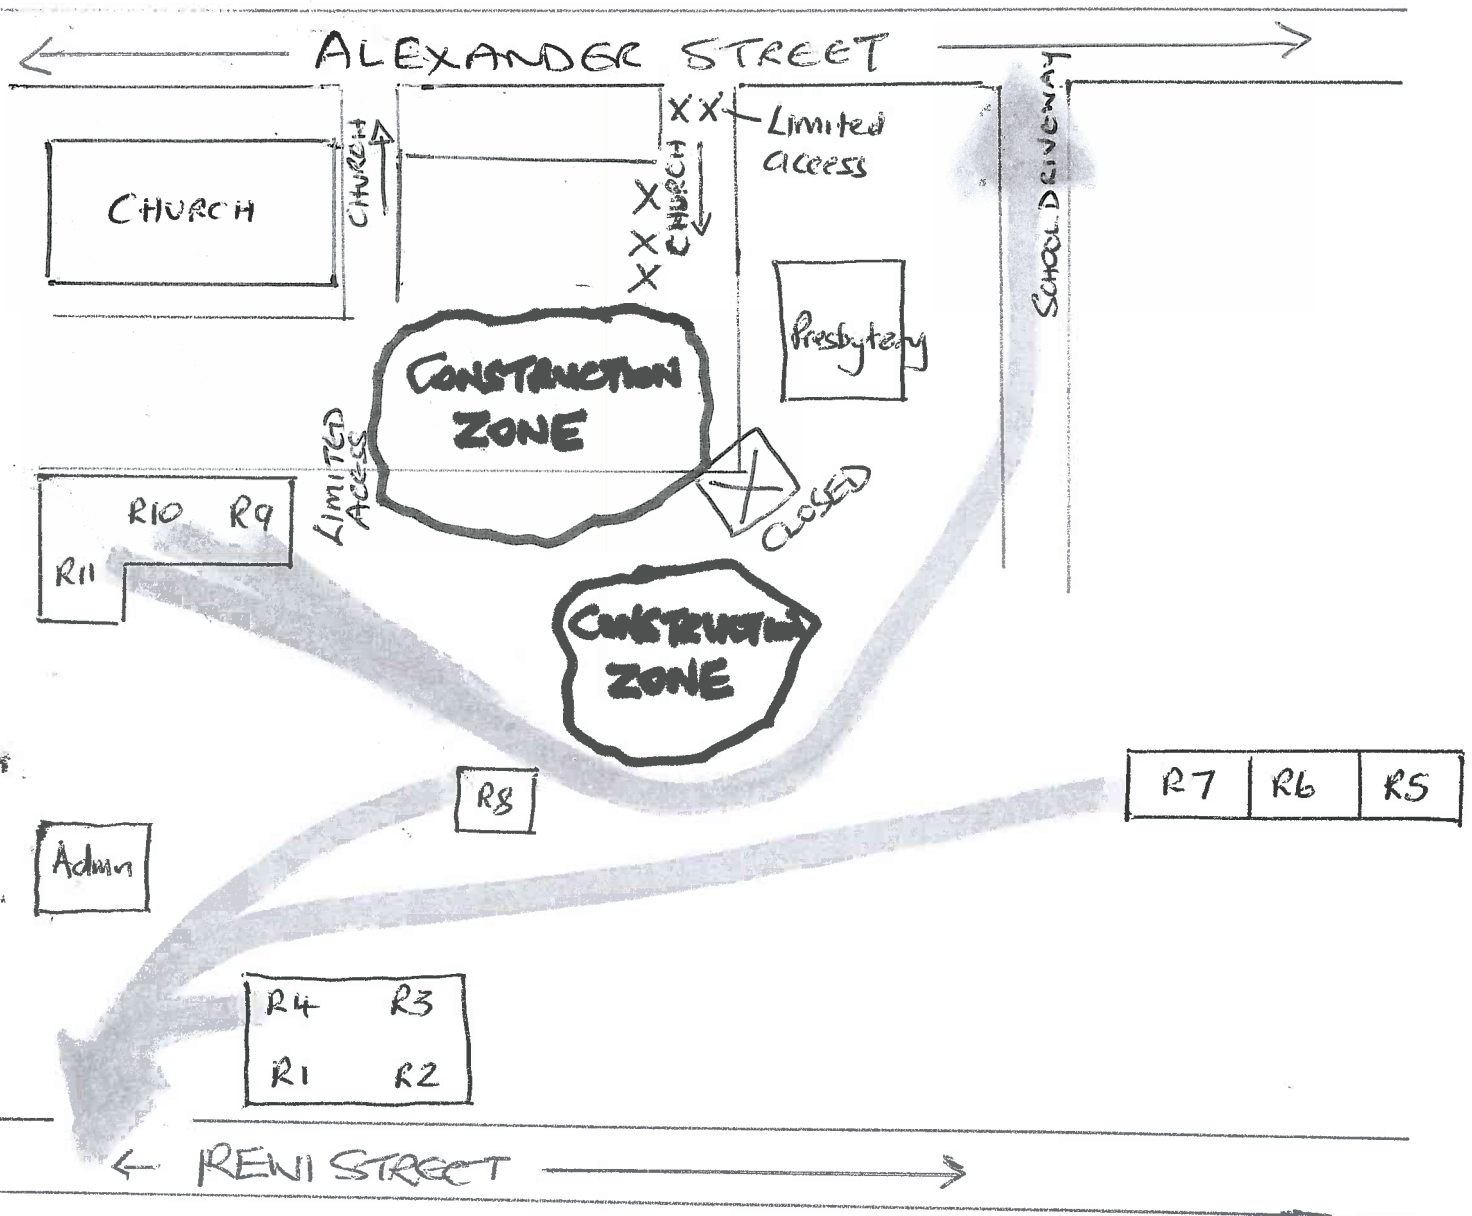 ALEXANDER STREET
X X
Limited
access
CHURCH
CHURCH
CHURCH
X
X
X
SCHOOL DRIVEWAY
Presbytery
CONSTRUCTION
ZONE
LIMITED
ACCESS
X
CLOSED
R10 R9
R11
CONSTRUCTION
ZONE
R8
R7 R6 R5
Admin
R4 R3
R1 R2
REWI STREET